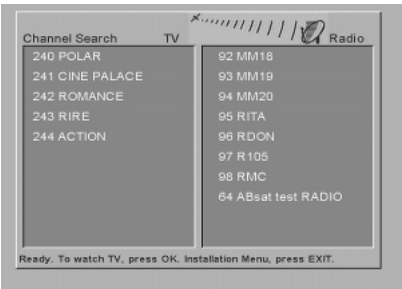 Channel Search TV Radio
240 POLAR
241 CINE PALACE
242 ROMANCE
243 RIRE
244 ACTION
92 MM18
93 MM19
94 MM20
95 RITA
96 RDON
97 R105
98 RMC
64 ABsat test RADIO
Ready. To watch TV, press OK. Installation Menu, press EXIT.